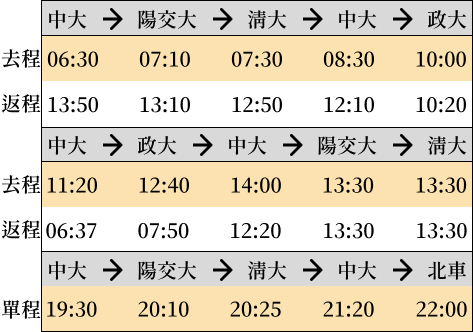 中大 → 陽交大 → 清大 → 中大 → 政大
去程 06:30 07:10 07:30 08:30 10:00
返程 13:50 13:10 12:50 12:10 10:20
中大 → 政大 → 中大 → 陽交大 → 清大
去程 11:20 12:40 14:00 13:30 13:30
返程 06:37 07:50 12:20 13:30 13:30
中大 → 陽交大 → 清大 → 中大 → 北車
單程 19:30 20:10 20:25 21:20 22:00